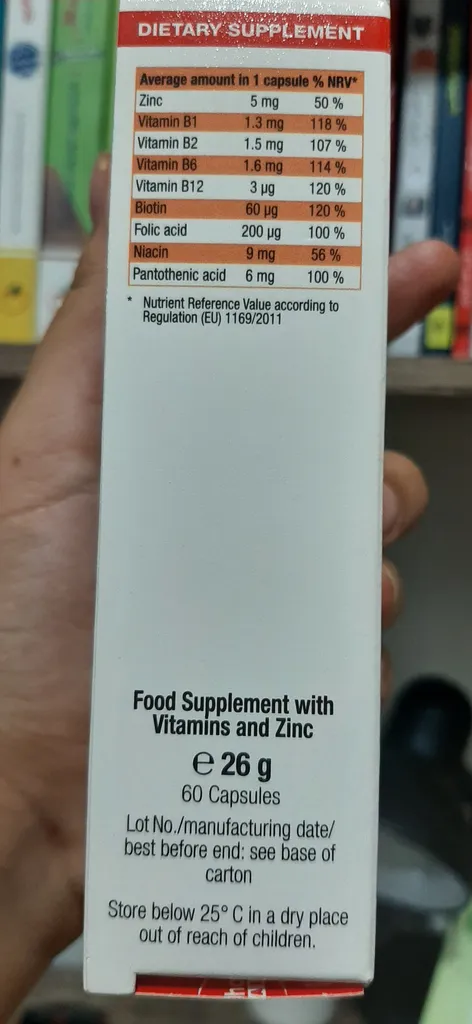 DIETARY SUPPLEMENT
Average amount in 1 capsule % NRV*
Zinc 5 mg 50 %
Vitamin B1 1.3 mg 118 %
Vitamin B2 1.5 mg 107 %
Vitamin B6 1.6 mg 114 %
Vitamin B12 3 µg 120 %
Biotin 60 µg 120 %
Folic acid 200 µg 100 %
Niacin 9 mg 56 %
Pantothenic acid 6 mg 100 %
* Nutrient Reference Value according to
Regulation (EU) 1169/2011
Food Supplement with
Vitamins and Zinc
℮ 26 g
60 Capsules
Lot No./manufacturing date/
best before end: see base of
carton
Store below 25° C in a dry place
out of reach of children.